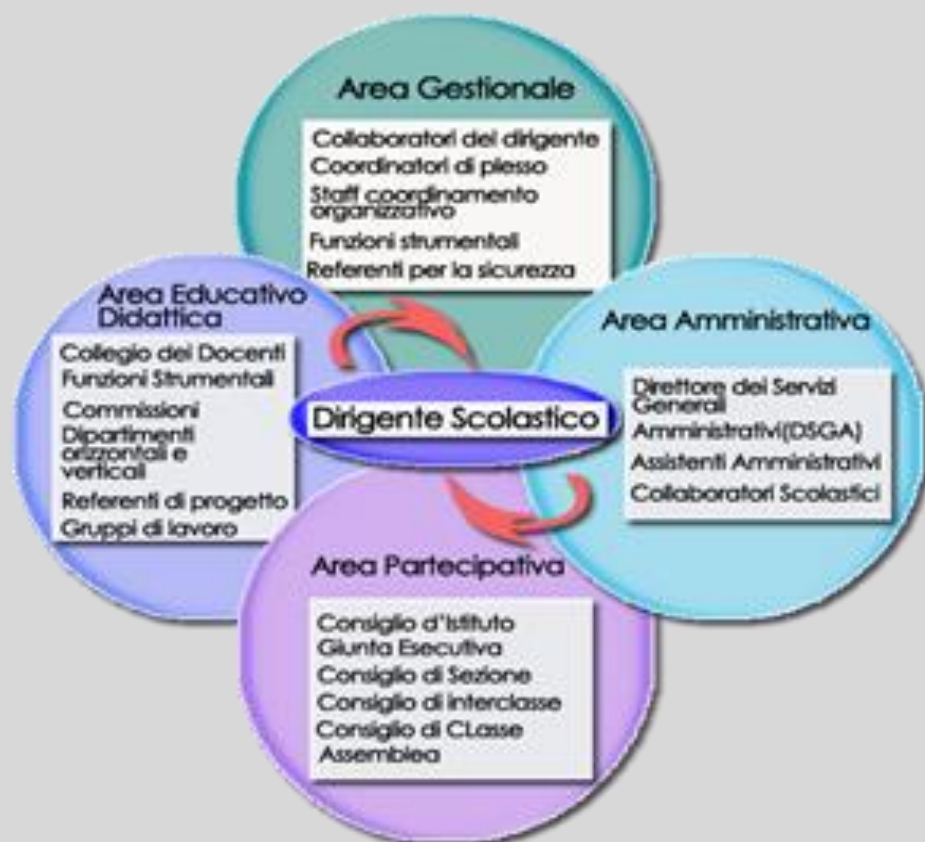 Area Gestionale
Collaboratori del dirigente
Coordinatori di plesso
Staff coordinamento
organizzativo
Funzioni strumentali
Referenti per la sicurezza
Area Educativo
Didattica
Collegio dei Docenti
Funzioni Strumentali
Commissioni
Dipartimenti
orizzontali e
verticali
Referenti di progetto
Gruppi di lavoro
Dirigente Scolastico
Area Amministrativa
Direttore dei Servizi
Generali
Amministrativi(DSGA)
Assistenti Amministrativi
Collaboratori Scolastici
Area Partecipativa
Consiglio d'Istituto
Giunta Esecutiva
Consiglio di Sezione
Consiglio di interclasse
Consiglio di CLasse
Assemblea